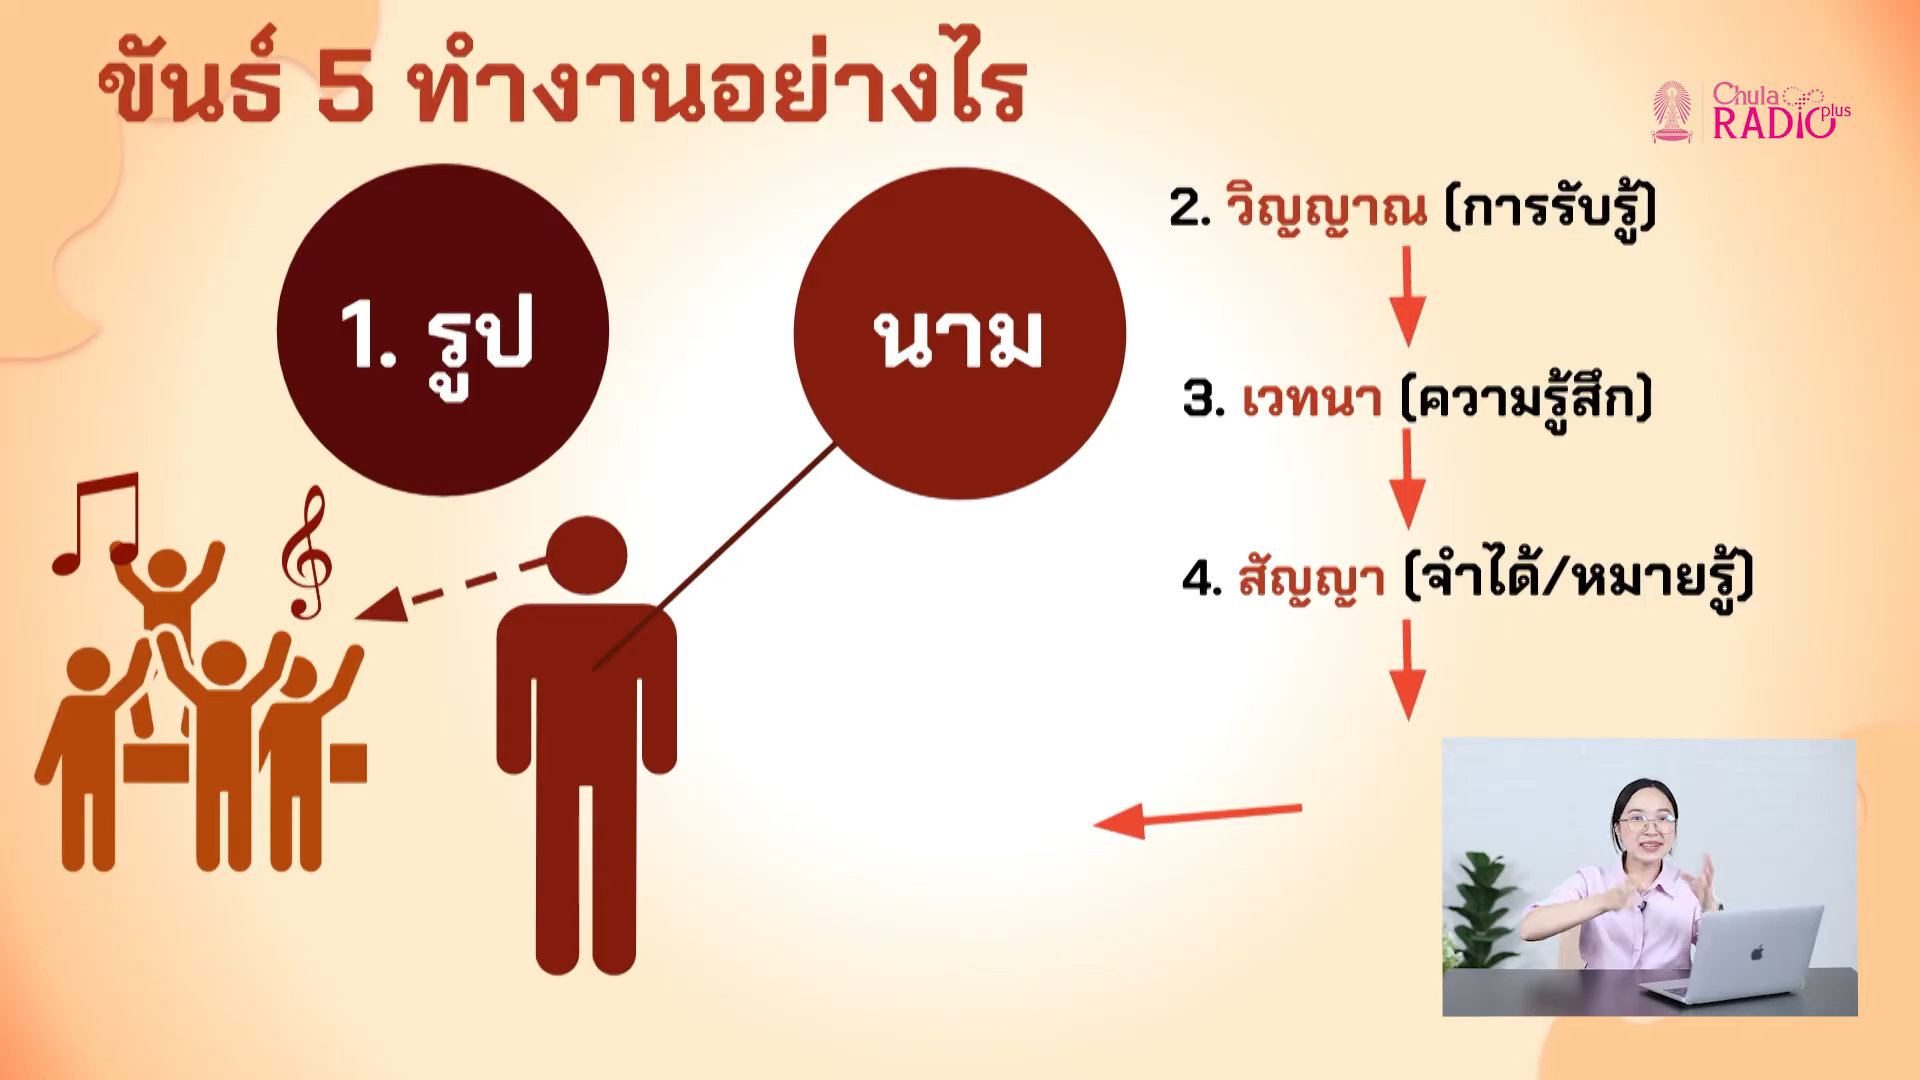 ขันธ์ 5 ทำงานอย่างไร
Chula
RADIO plus
1. รูป
นาม
2. วิญญาณ (การรับรู้)
3. เวทนา (ความรู้สึก)
4. สัญญา (จำได้/หมายรู้)